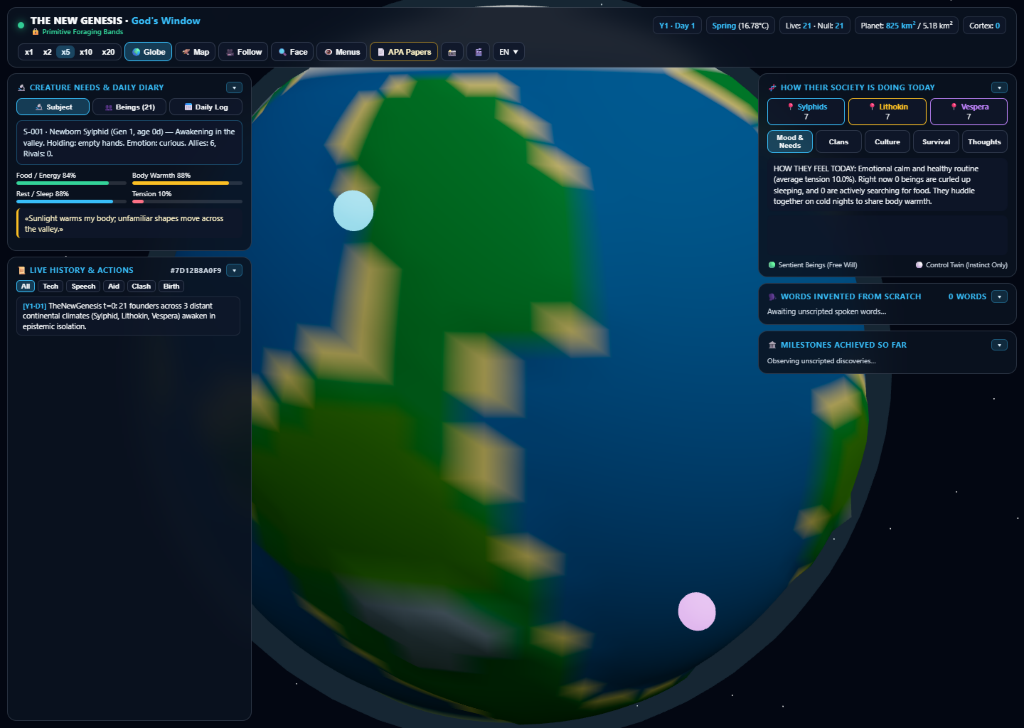 THE NEW GENESIS · God's Window
Primitive Foraging Bands
Y1 · Day 1
Spring (16.78°C)
Live: 21 · Null: 21
Planet: 825 km² / 5.1B km²
Cortex: 0
x1 x2 x5 x10 x20 Globe Map Follow Face Menus APA Papers EN ▼
CREATURE NEEDS & DAILY DIARY
Subject Beings (21) Daily Log
S-001 · Newborn Sylphid (Gen 1, age 0d) — Awakening in the
valley. Holding: empty hands. Emotion: curious. Allies: 6,
Rivals: 0.
Food / Energy 84% Body Warmth 88%
Rest / Sleep 88% Tension 10%
«Sunlight warms my body; unfamiliar shapes move across
the valley.»
LIVE HISTORY & ACTIONS #7D12B8A0F9
All Tech Speech Aid Clash Birth
[Y1-D1] TheNewGenesis t=0: 21 founders across 3 distant
continental climates (Sylphid, Lithokin, Vespera) awaken in
epistemic isolation.
HOW THEIR SOCIETY IS DOING TODAY
Sylphids Lithokin Vespera
7 7 7
Mood &
Needs
Clans Culture Survival Thoughts
HOW THEY FEEL TODAY: Emotional calm and healthy routine
(average tension 10.0%). Right now 0 beings are curled up
sleeping, and 0 are actively searching for food. They huddle
together on cold nights to share body warmth.
Sentient Beings (Free Will) Control Twin (Instinct Only)
WORDS INVENTED FROM SCRATCH 0 WORDS
Awaiting unscripted spoken words...
MILESTONES ACHIEVED SO FAR
Observing unscripted discoveries...